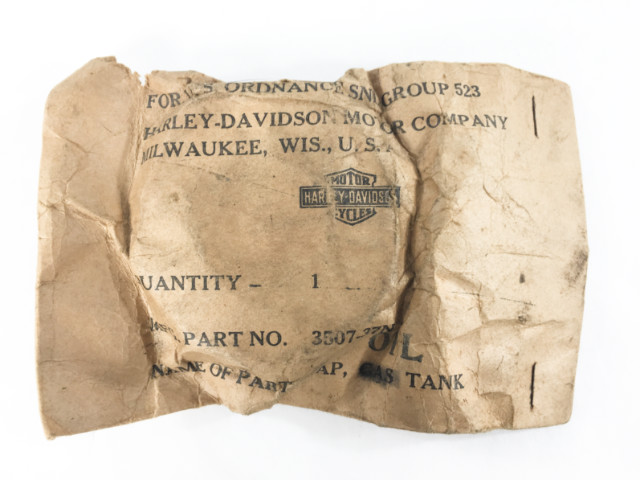 FOR U.S. ORDNANCE SNL GROUP 523
HARLEY-DAVIDSON MOTOR COMPANY
MILWAUKEE, WIS., U. S. A.
MOTOR
HARLEY-DAVIDSON
CYCLES
QUANTITY – 1
PART NO. 3507-
OIL
NAME OF PART CAP, GAS TANK